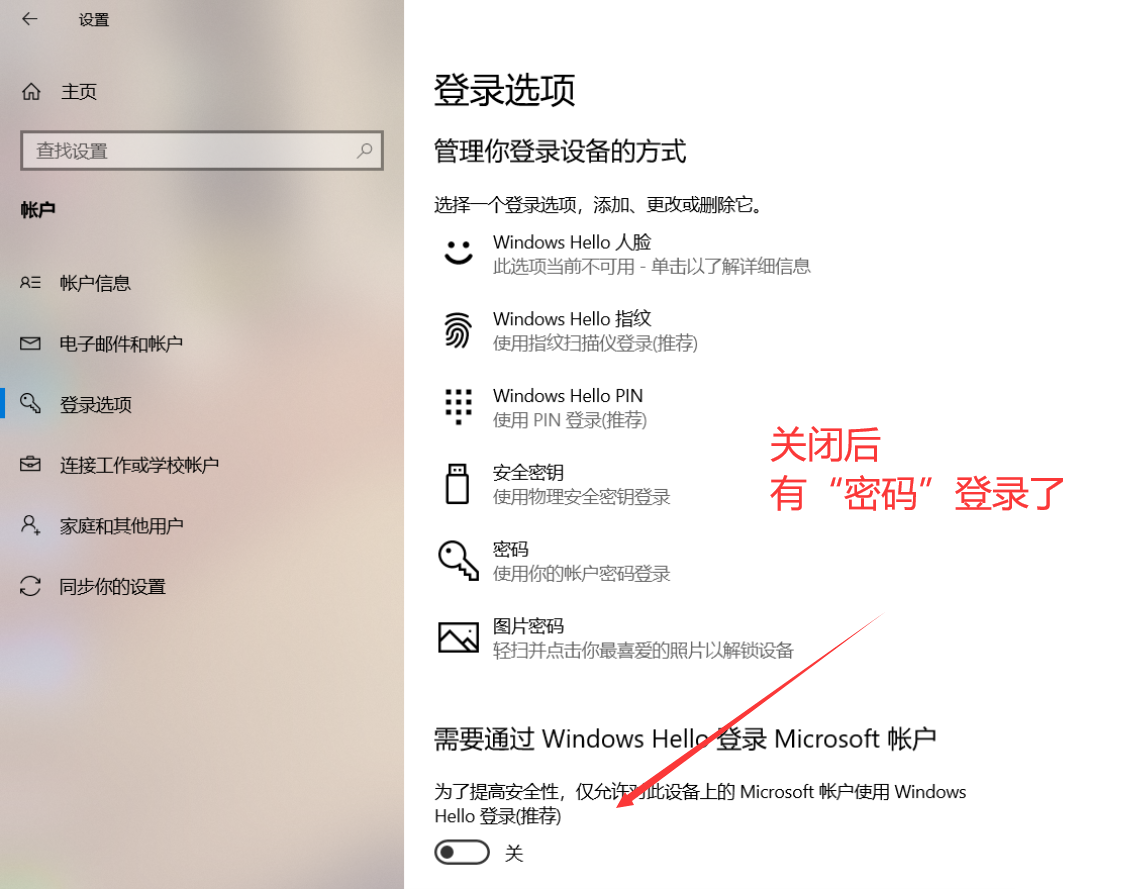 设置
主页
查找设置
帐户
帐户信息
电子邮件和帐户
登录选项
连接工作或学校帐户
家庭和其他用户
同步你的设置
登录选项
管理你登录设备的方式
选择一个登录选项，添加、更改或删除它。
Windows Hello 人脸
此选项当前不可用 - 单击以了解详细信息
Windows Hello 指纹
使用指纹扫描仪登录(推荐)
Windows Hello PIN
使用 PIN 登录(推荐)
安全密钥
使用物理安全密钥登录
密码
使用你的帐户密码登录
图片密码
轻扫并点击你最喜爱的照片以解锁设备
关闭后
有“密码”登录了
需要通过 Windows Hello 登录 Microsoft 帐户
为了提高安全性，仅允许对此设备上的 Microsoft 帐户使用 Windows
Hello 登录(推荐)
关